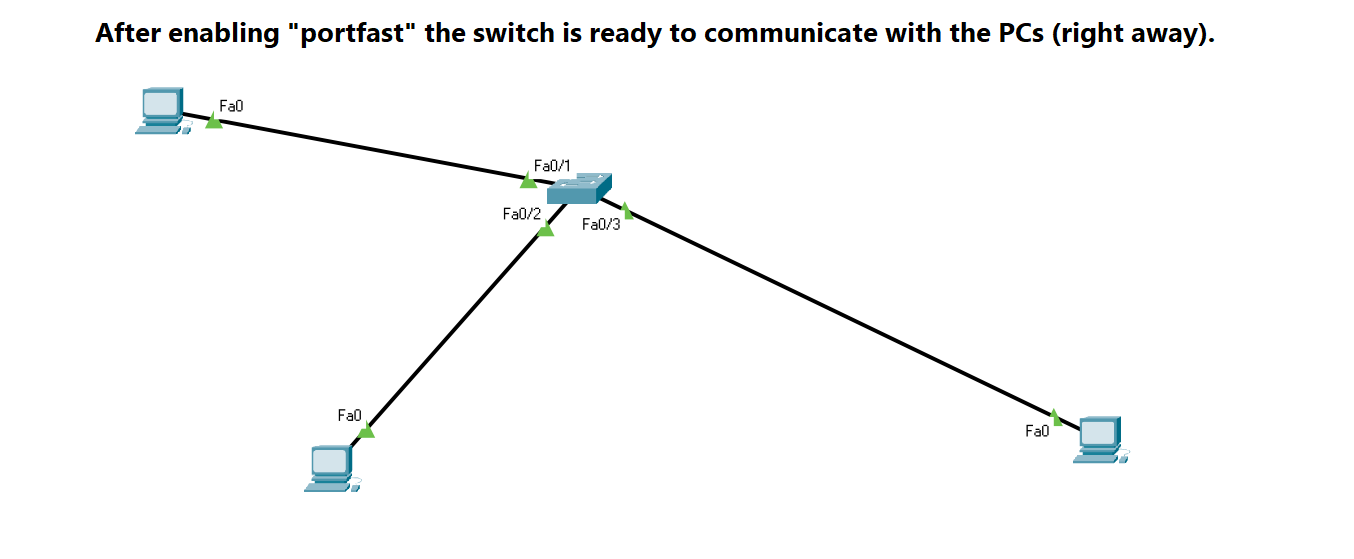 After enabling "portfast" the switch is ready to communicate with the PCs (right away).
Fa0
Fa0/1
Fa0/2
Fa0/3
Fa0
Fa0